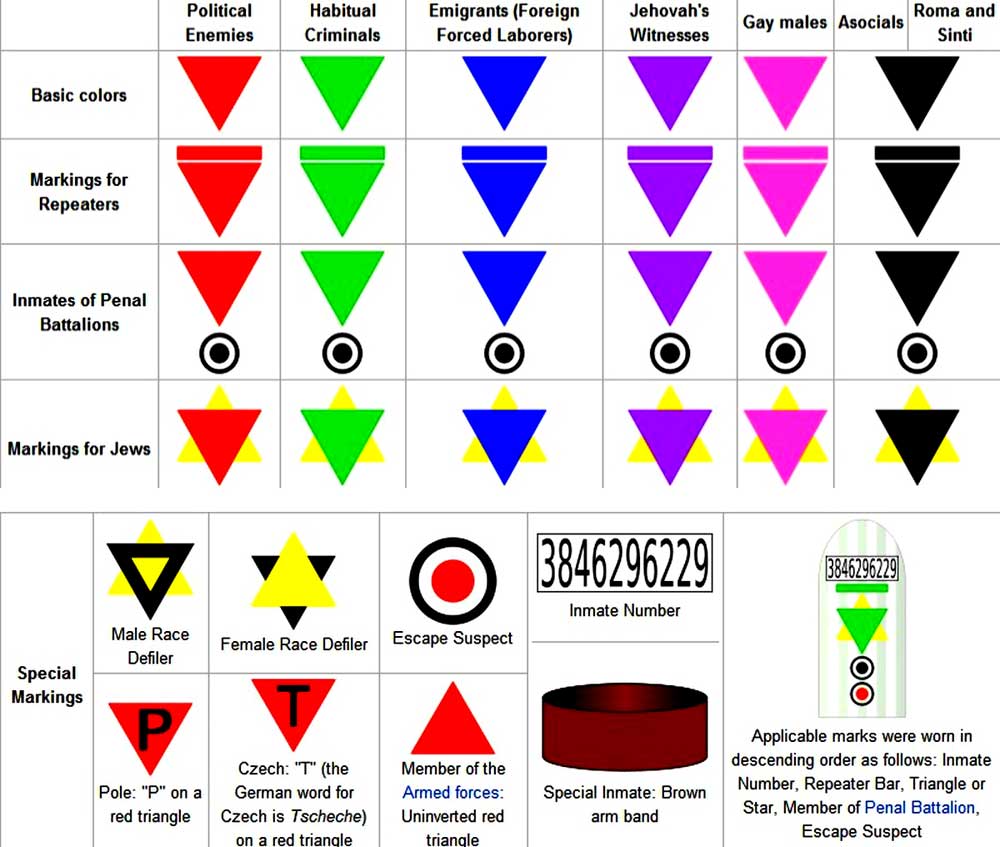 Political
Enemies
Habitual
Criminals
Emigrants (Foreign
Forced Laborers)
Jehovah's
Witnesses
Gay males
Asocials
Roma and
Sinti
Basic colors
Markings for
Repeaters
Inmates of Penal
Battalions
Markings for Jews
Special
Markings
Male Race
Defiler
Female Race Defiler
Escape Suspect
3846296229
Inmate Number
P
Pole: "P" on a
red triangle
T
Czech: "T" (the
German word for
Czech is Tscheche)
on a red triangle
Member of the
Armed forces:
Uninverted red
triangle
Special Inmate: Brown
arm band
3846296229
Applicable marks were worn in
descending order as follows: Inmate
Number, Repeater Bar, Triangle or
Star, Member of Penal Battalion,
Escape Suspect